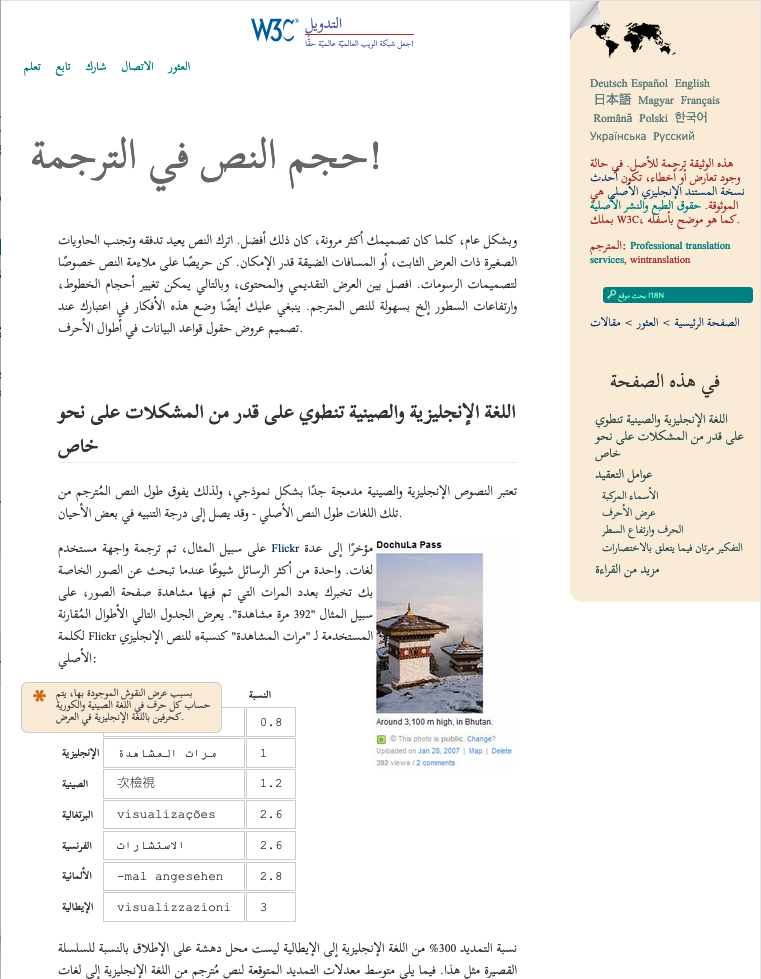 التدويل
اجعل شبكة الويب العالميّة عالميّة حقًا!
العثور الاتصال شارك تابع تعلم
حجم النص في الترجمة!
وبشكل عام، كلما كان تصميمك أكثر مرونة، كان ذلك أفضل. اترك النص يعيد تدفقه وتجنب الحاويات
الصغيرة ذات العرض الثابت، أو المسافات الضيقة قدر الإمكان. كن حريصًا على ملاءمة النص خصوصًا
لتصميمات الرسومات. افصل بين العرض التقديمي والمحتوى، وبالتالي يمكن تغيير أحجام الخطوط،
وارتفاعات السطور إلخ بسهولة للنص المترجم. ينبغي عليك أيضًا وضع هذه الأفكار في اعتبارك عند
تصميم عروض حقول قواعد البيانات في أطوال الأحرف.
اللغة الإنجليزية والصينية تنطوي على قدر من المشكلات على نحو
خاص
تعتبر النصوص الإنجليزية والصينية مدمجة جدًا بشكل نموذجي، ولذلك يفوق طول النص المُترجم من
تلك اللغات طول النص الأصلي - وقد يصل إلى درجة التنبيه في بعض الأحيان.
مؤخرًا إلى عدة Flickr على سبيل المثال، تم ترجمة واجهة مستخدم
لغات. واحدة من أكثر الرسائل شيوعًا عندما تبحث عن الصور الخاصة
بك تخبرك بعدد المرات التي تم فيها مشاهدة صفحة الصور، على
سبيل المثال "392 مرة مشاهدة". يعرض الجدول التالي الأطوال المُقارنة
المستخدمة لـ "مرات المشاهدة" كنسبة* للنص الإنجليزي Flickr لكلمة
الأصلي:
DochuLa Pass
Around 3,100 m high, in Bhutan.
© This photo is public. Change?
Uploaded on Jan 26, 2007 | Map | Delete
392 views / 2 comments
بسبب عرض النقوش الموجودة بها، يتم
حساب كل حرف في اللغة الصينية والكورية
كحرفين باللغة الإنجليزية في العرض.
النسبة
0.8
الإنجليزية مرات المشاهدة 1
الصينية 次檢視 1.2
البرتغالية visualizações 2.6
الفرنسية الاستشارات 2.6
الألمانية -mal angesehen 2.8
الإيطالية visualizzazioni 3
نسبة التمديد 300% من اللغة الإنجليزية إلى الإيطالية ليست محل دهشة على الإطلاق بالنسبة للسلسلة
القصيرة مثل هذا. فيما يلي متوسط معدلات التمديد المتوقعة لنص مُترجم من اللغة الإنجليزية إلى لغات
Deutsch Español English
日本語 Magyar Français
Română Polski 한국어
Українська Русский
هذه الوثيقة ترجمة للأصل. في حالة
وجود تعارض أو أخطاء، تكون أحدث
نسخة المستند الإنجليزي الأصلي هي
الموثوقة. حقوق الطبع والنشر الأصلية
بملك W3C، كما هو موضح بأسفله.
المترجم: Professional translation
services, wintranslation
بحث موقع I18N
الصفحة الرئيسية > العثور > مقالات
في هذه الصفحة
اللغة الإنجليزية والصينية تنطوي
على قدر من المشكلات على نحو
خاص
عوامل التعقيد
الأسماء المركبة
عرض الأحرف
الحرف وارتفاع السطر
التفكير مرتان فيما يتعلق بالاختصارات
مزيد من القراءة
W3C®